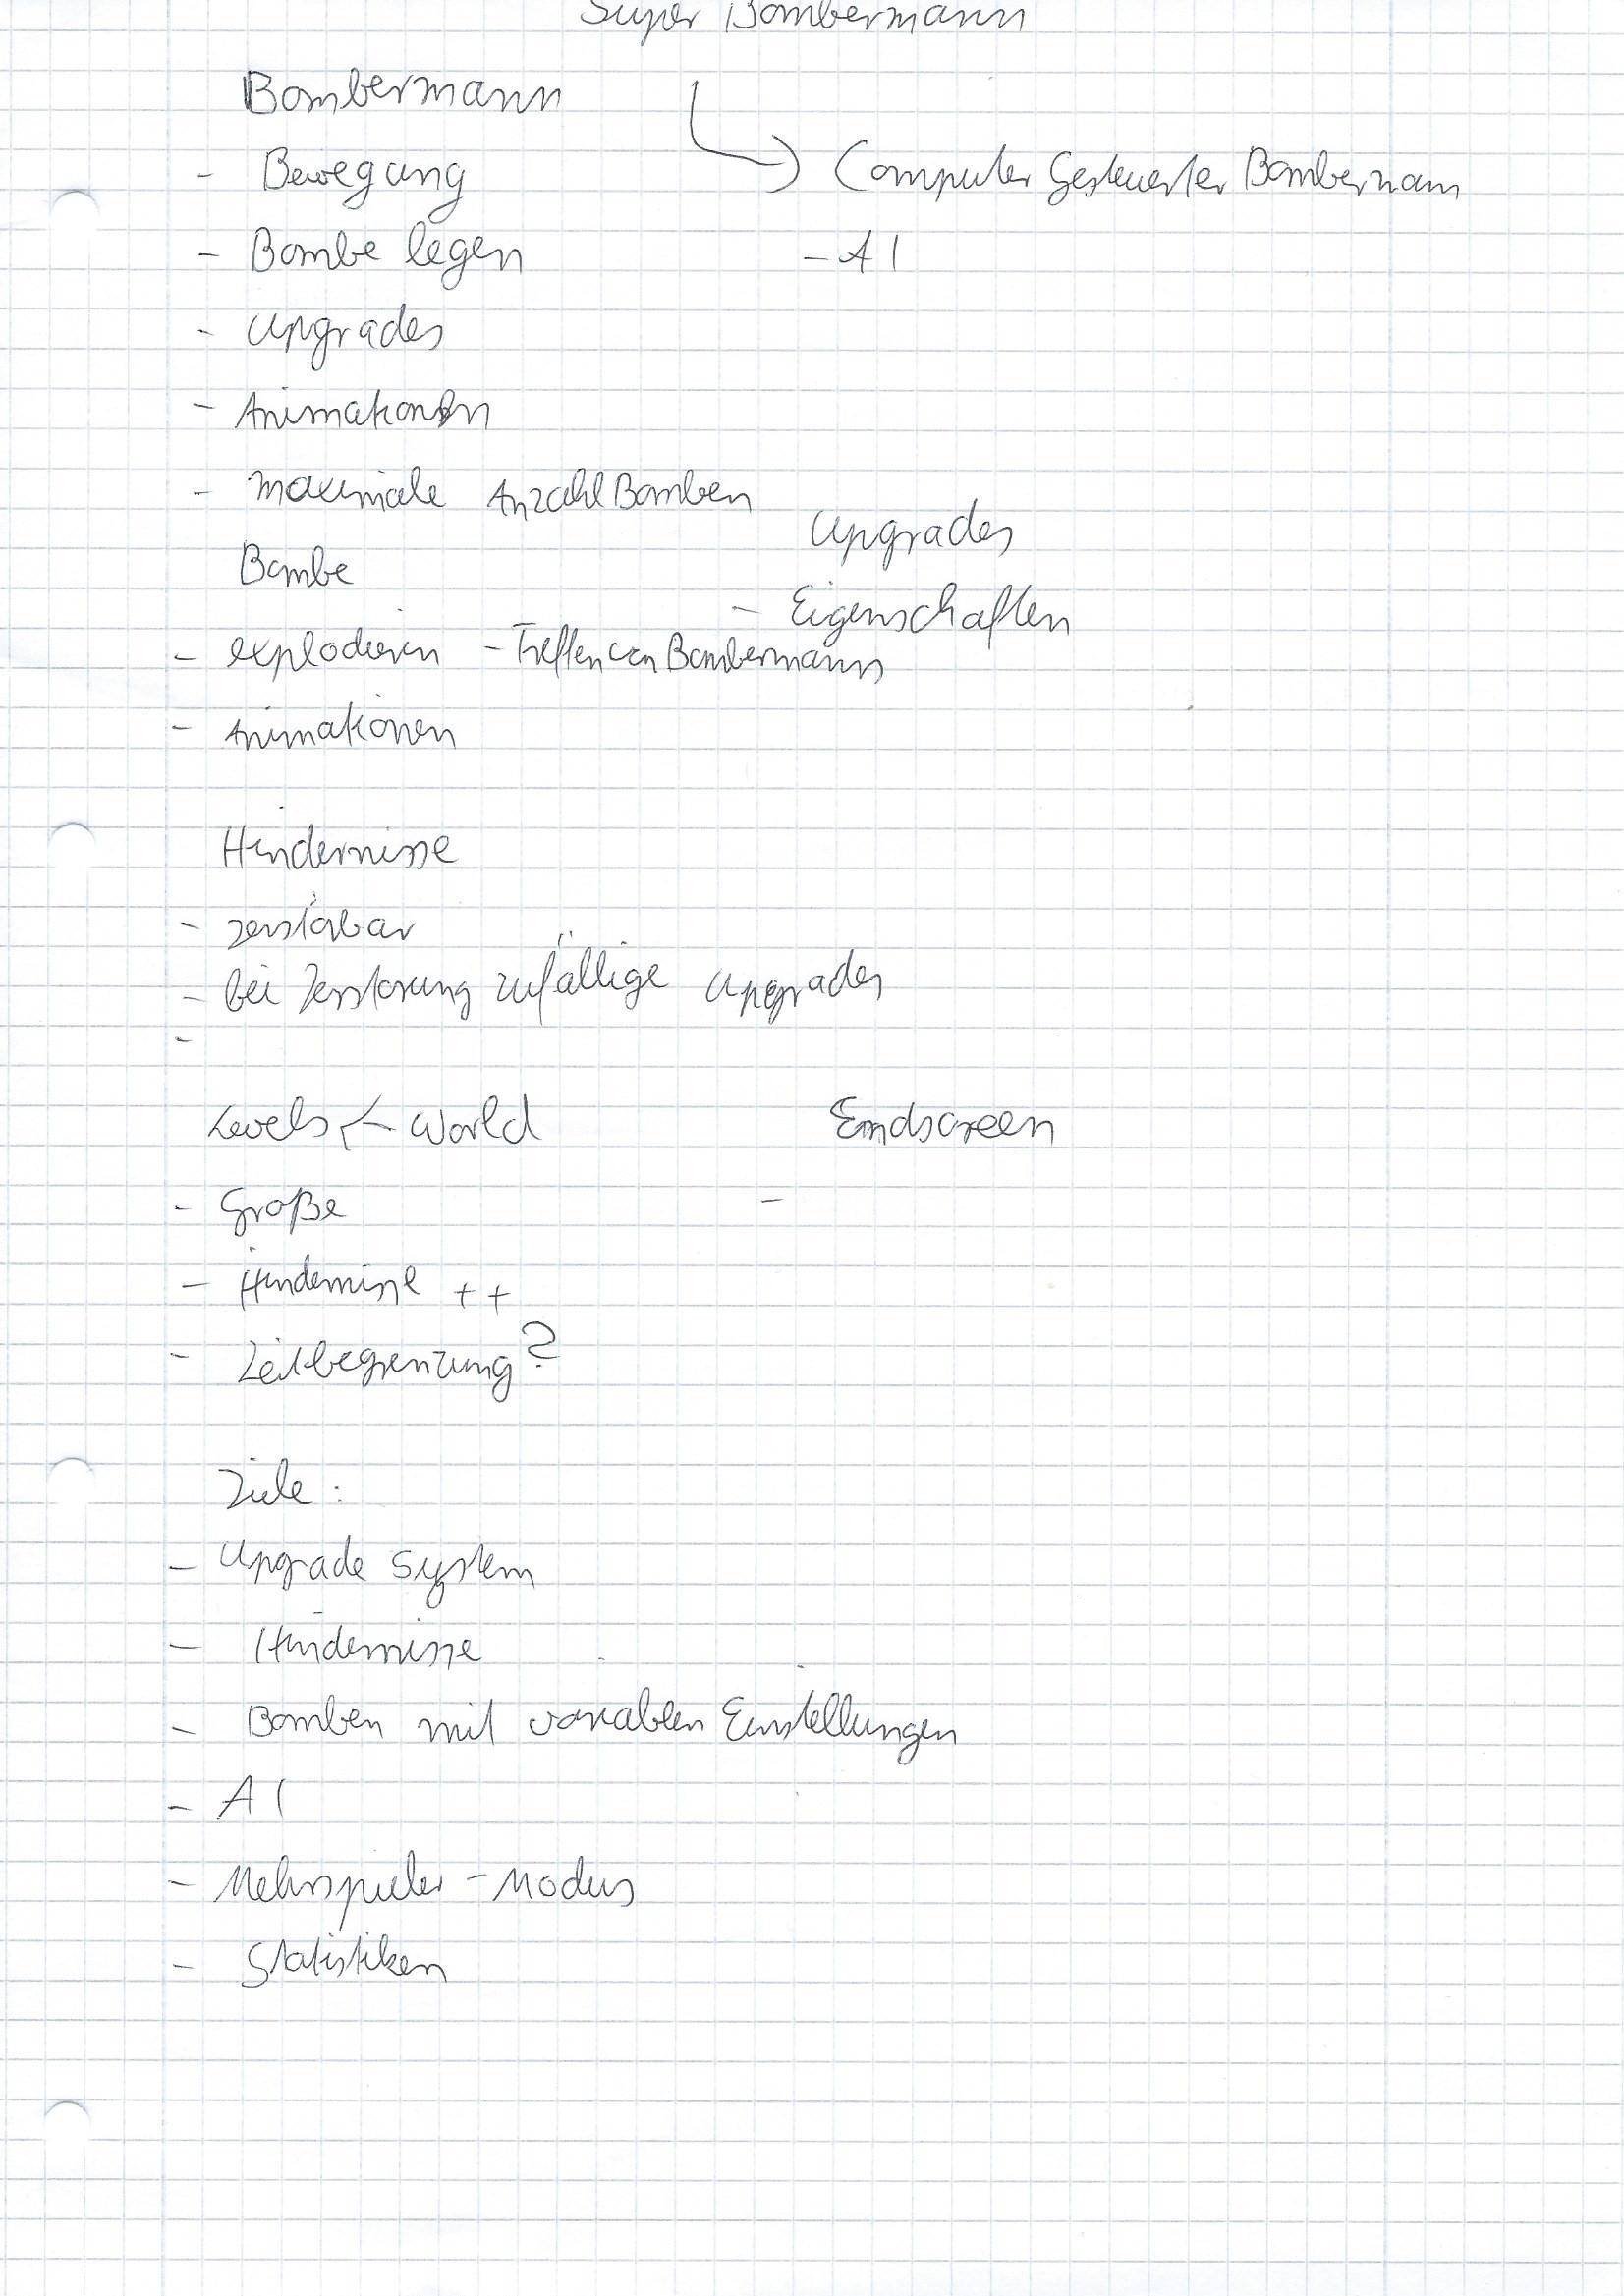 Super Bombermann
Bombermann
- Bewegung
- Bombe legen
- Upgrades
- Animationen
- maximale Anzahl Bomben
Computer Gesteuerter Bombermann
- AI
Upgrades
- Eigenschaften
Bombe
- explodieren - Treffen von Bombermann
- Animationen
Hindernisse
- zerstörbar
- bei Zerstörung zufällige Upgrades
-
Levels ← World
- Größe
- Hindernisse ++
- Zeitbegrenzung?
Endscreen
-
Ziele:
- Upgrade System
- Hindernisse
- Bomben mit variablen Einstellungen
- AI
- Mehrspieler - Modus
- Statistiken